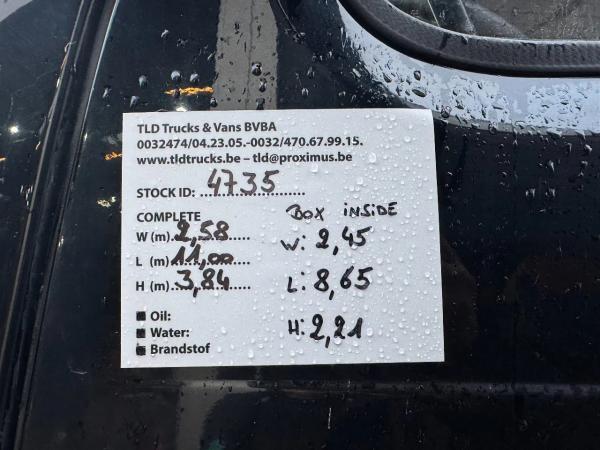 TLD Trucks & Vans BVBA
0032474/04.23.05.-0032/470.67.99.15.
www.tldtrucks.be – tld@proximus.be
STOCK ID: 4735
COMPLETE
W (m) 2,58
L (m) 11,00
H (m) 3,84
BOX INSIDE
W: 2,45
L: 8,65
H: 2,21
Oil:
Water:
Brandstof